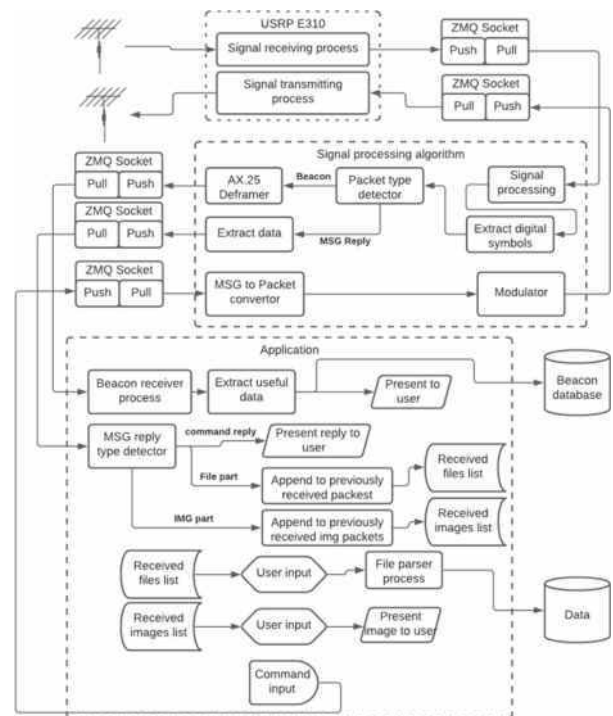 USRP E310
Signal receiving process
ZMQ Socket
Push Pull
Signal transmitting
process
ZMQ Socket
Pull Push
Signal processing algorithm
ZMQ Socket
Pull Push
AX.25
Deframer
Beacon
Packet type
detector
Signal
processing
ZMQ Socket
Pull Push
Extract data
MSG Reply
Extract digital
symbols
ZMQ Socket
Push Pull
MSG to Packet
convertor
Modulator
Application
Beacon receiver
process
Extract useful
data
Present to
user
Beacon
database
MSG reply
type detector
command reply
Present reply to
user
File part
Append to previously
received packest
Received
files list
IMG part
Append to previously
received img packets
Received
images list
Received
files list
User input
File parser
process
Received
images list
User input
Present
image to user
Data
Command
input